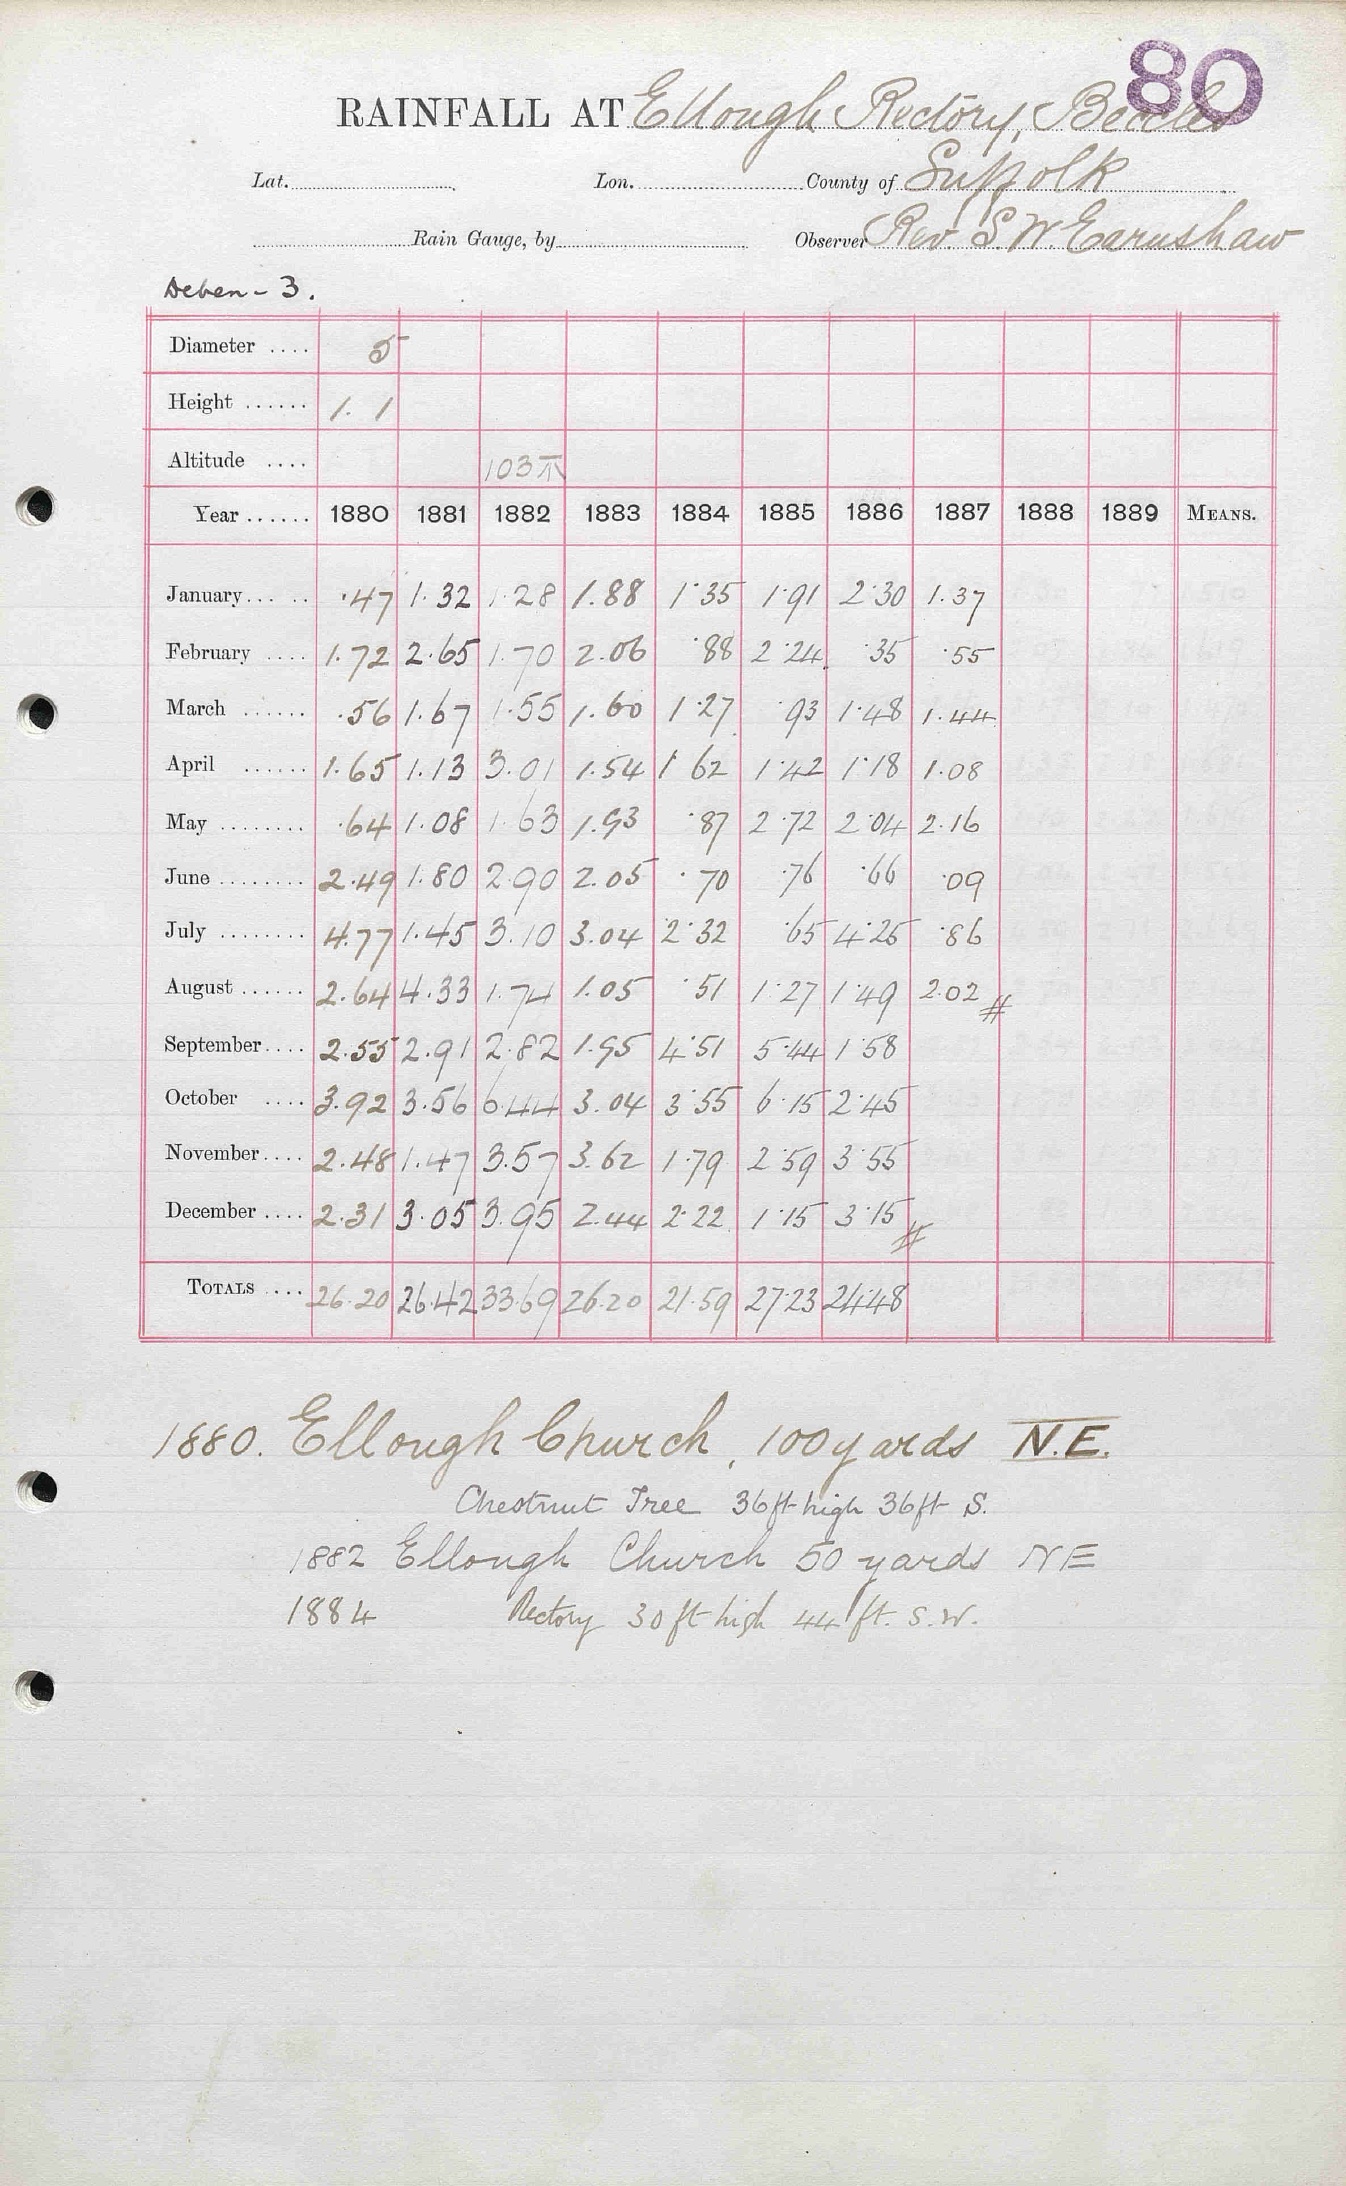 80
RAINFALL AT Ellough Rectory, Beccles
Lat. Lon. County of Suffolk
Rain Gauge, by Observer Rev. S. W. Earnshaw
Deben - 3.
Diameter .... 5
Height ...... 1. 1
Altitude .... 103
Year ...... 1880 1881 1882 1883 1884 1885 1886 1887 1888 1889 MEANS.
January ..... .47 1.32 1.28 1.88 1.35 1.91 2.30 1.37
February .... 1.72 2.65 1.70 2.06 .88 2.24 .35 .55
March ...... .56 1.67 1.55 1.60 1.27 .93 1.48 1.44
April ...... 1.65 1.13 3.01 1.54 1 62 1.42 1.18 1.08
May ........ .64 1.08 1.63 1.93 .87 2.72 2.04 2.16
June ........ 2.49 1.80 2.90 2.05 .70 .76 .66 .09
July ........ 4.77 1.45 3.10 3.04 2.32 .65 4.25 .86
August ...... 2.64 4.33 1.74 1.05 .51 1.27 1.49 2.02 #
September .... 2.55 2.91 2.82 1.95 4.51 5.44 1.58
October .... 3.92 3.56 6.44 3.04 3.55 6.15 2.45
November .... 2.48 1.47 3.57 3.62 1.79 2.59 3.55
December .... 2.31 3.05 3.95 2.44 2.22 1.15 3.15 #
TOTALS .... 26.20 26.42 33.69 26.20 21.59 27.23 24.48
1880. Ellough Church, 100 yards N.E.
Chestnut Tree 36ft high 36ft S.
1882 Ellough Church 50 yards NE
1884 Rectory 30 ft high 44 ft. S.W.